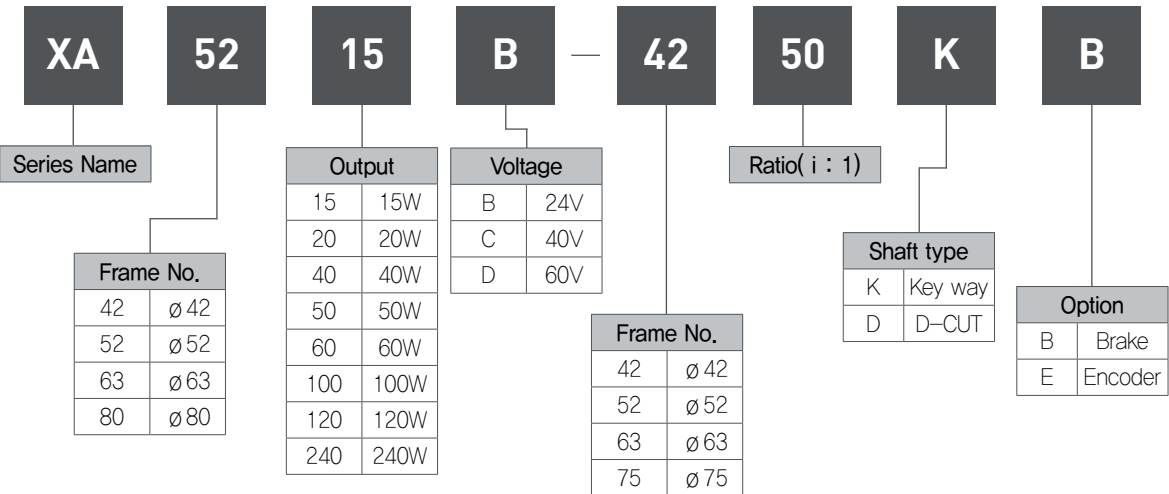 XA 52 15 B — 42 50 K B
Series Name
Frame No.
42 ø42
52 ø52
63 ø63
80 ø80
Output
15 15W
20 20W
40 40W
50 50W
60 60W
100 100W
120 120W
240 240W
Voltage
B 24V
C 40V
D 60V
Frame No.
42 ø42
52 ø52
63 ø63
75 ø75
Ratio( i : 1)
Shaft type
K Key way
D D-CUT
Option
B Brake
E Encoder